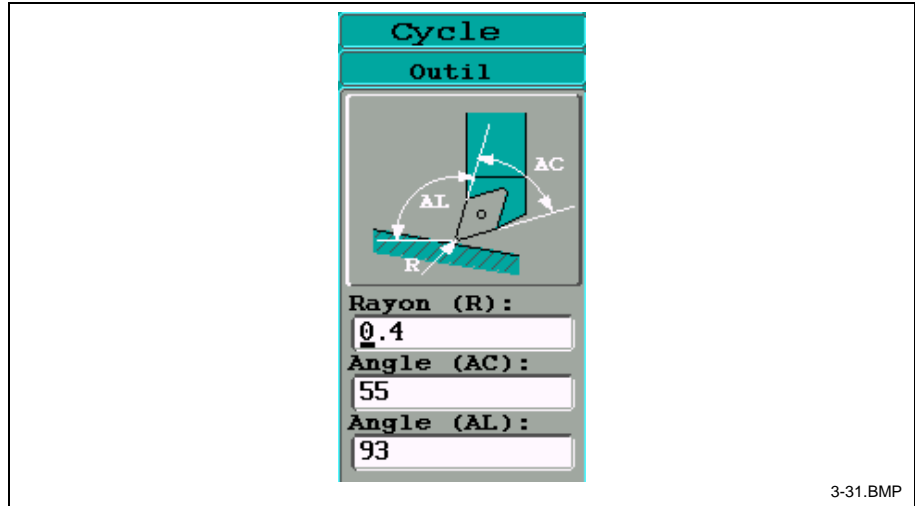 Cycle
Outil
AC
AL
R
Rayon (R):
0.4
Angle (AC):
55
Angle (AL):
93
3-31.BMP